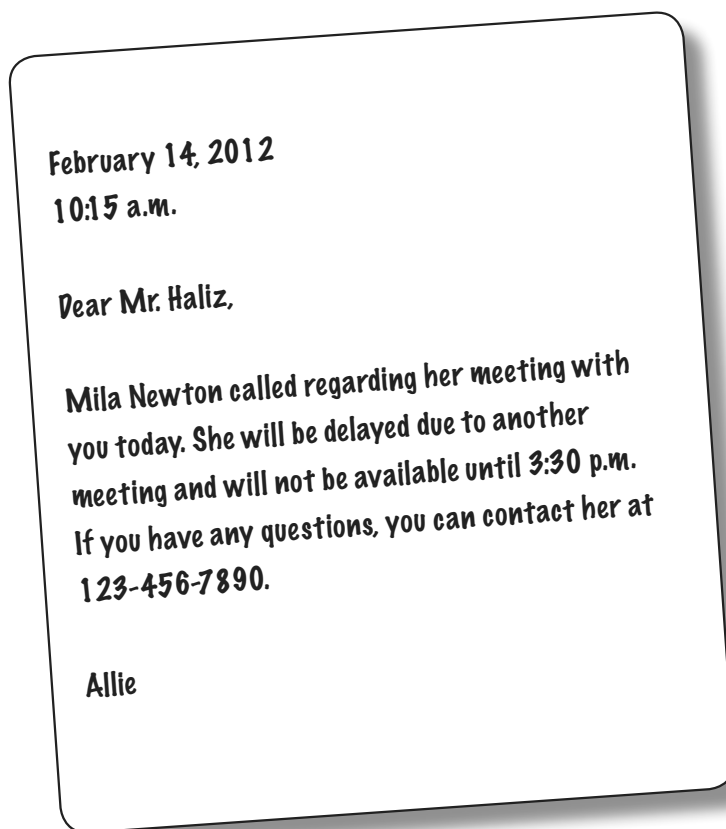 February 14, 2012
10:15 a.m.
Dear Mr. Haliz,
Mila Newton called regarding her meeting with
you today. She will be delayed due to another
meeting and will not be available until 3:30 p.m.
If you have any questions, you can contact her at
123-456-7890.
Allie